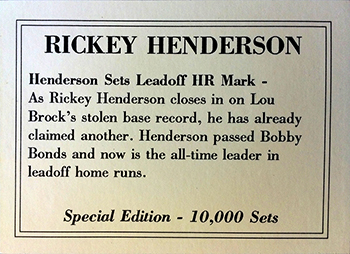 RICKEY HENDERSON
Henderson Sets Leadoff HR Mark -
As Rickey Henderson closes in on Lou
Brock's stolen base record, he has already
claimed another. Henderson passed Bobby
Bonds and now is the all-time leader in
leadoff home runs.
Special Edition - 10,000 Sets